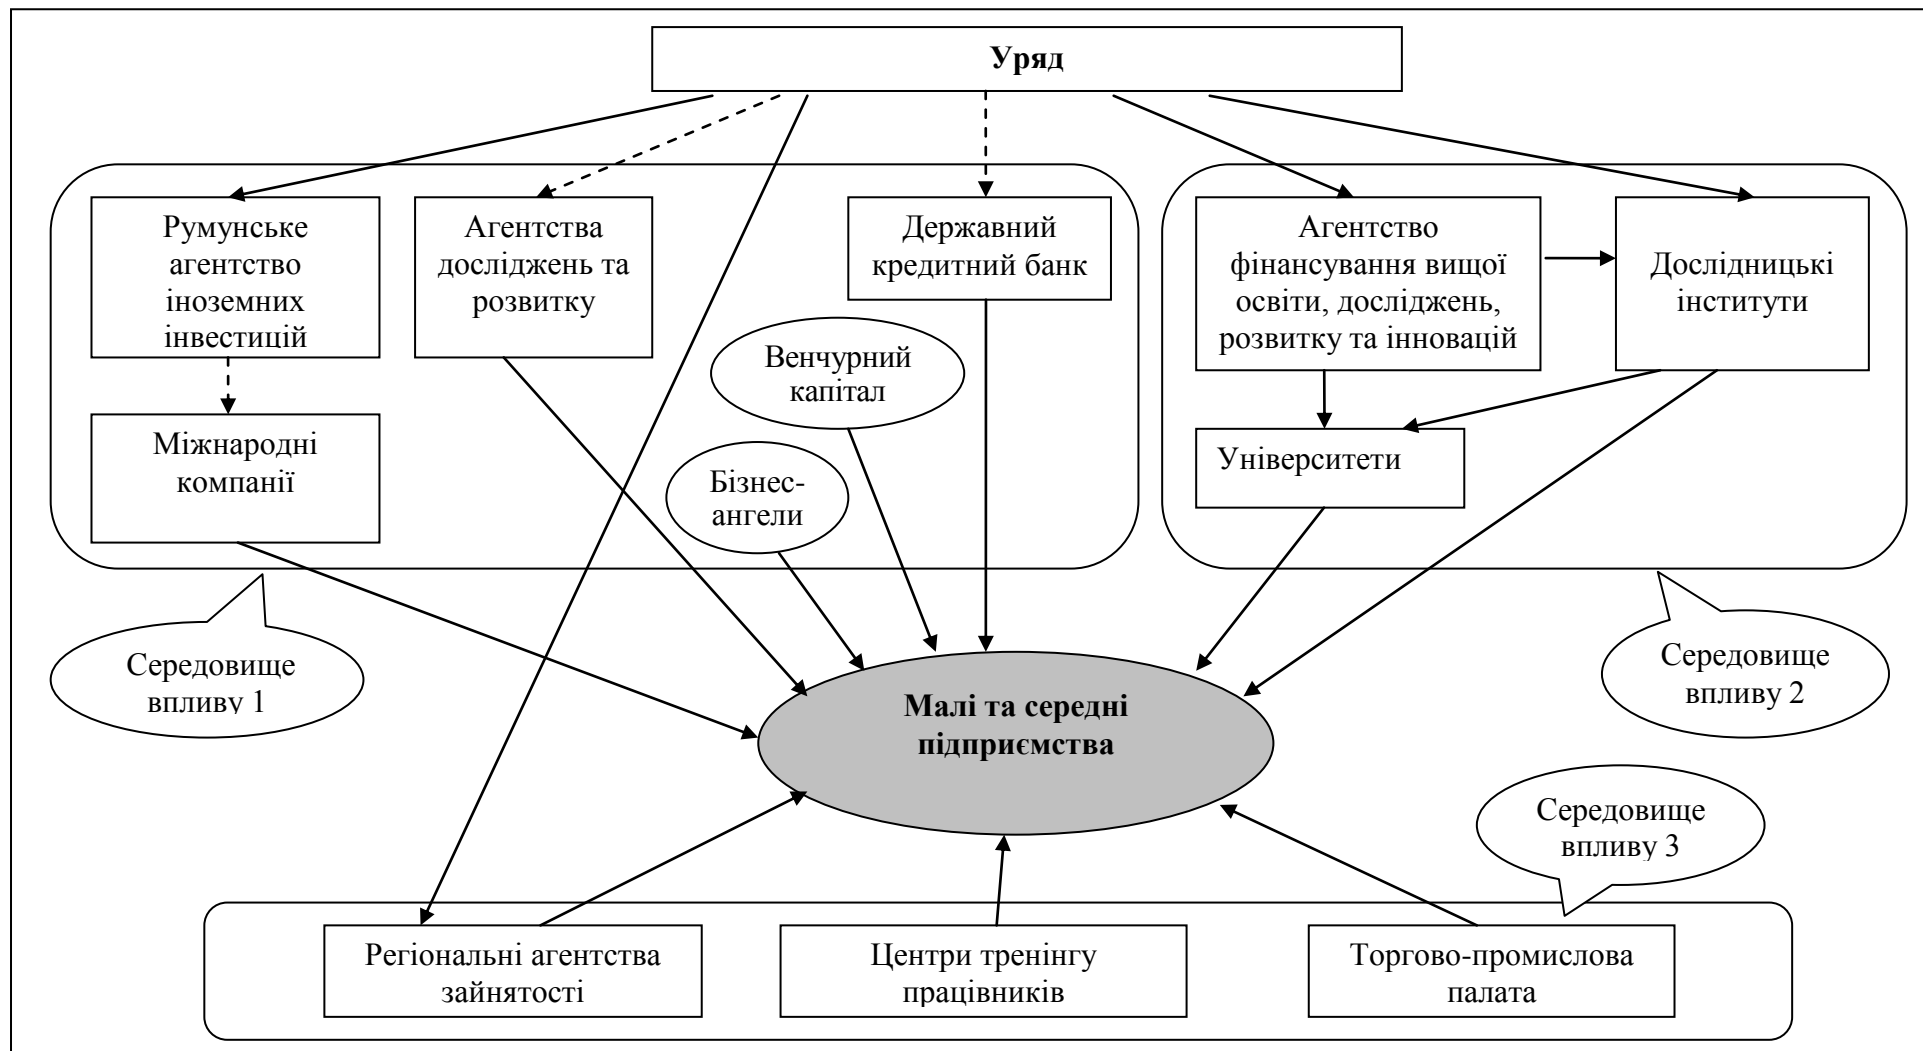 Уряд
Румунське
агентство
іноземних
інвестицій
Агентства
досліджень та
розвитку
Державний
кредитний банк
Агентство
фінансування вищої
освіти, досліджень,
розвитку та інновацій
Дослідницькі
інститути
Венчурний
капітал
Міжнародні
компанії
Бізнес-
ангели
Університети
Середовище
впливу 1
Середовище
впливу 2
Малі та середні
підприємства
Середовище
впливу 3
Регіональні агентства
зайнятості
Центри тренінгу
працівників
Торгово-промислова
палата